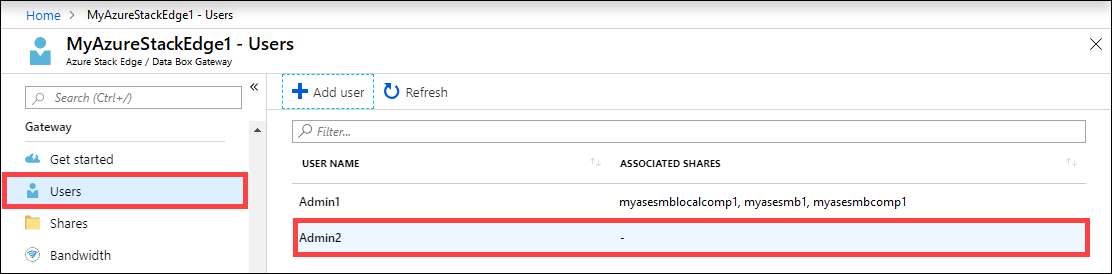 Home > MyAzureStackEdge1 - Users
MyAzureStackEdge1 - Users
Azure Stack Edge / Data Box Gateway
Search (Ctrl+/)
«
Gateway
Get started
Users
Shares
Bandwidth
Add user Refresh
Filter...
USER NAME ASSOCIATED SHARES
Admin1 myasesmblocalcomp1, myasesmb1, myasesmbcomp1
Admin2 -